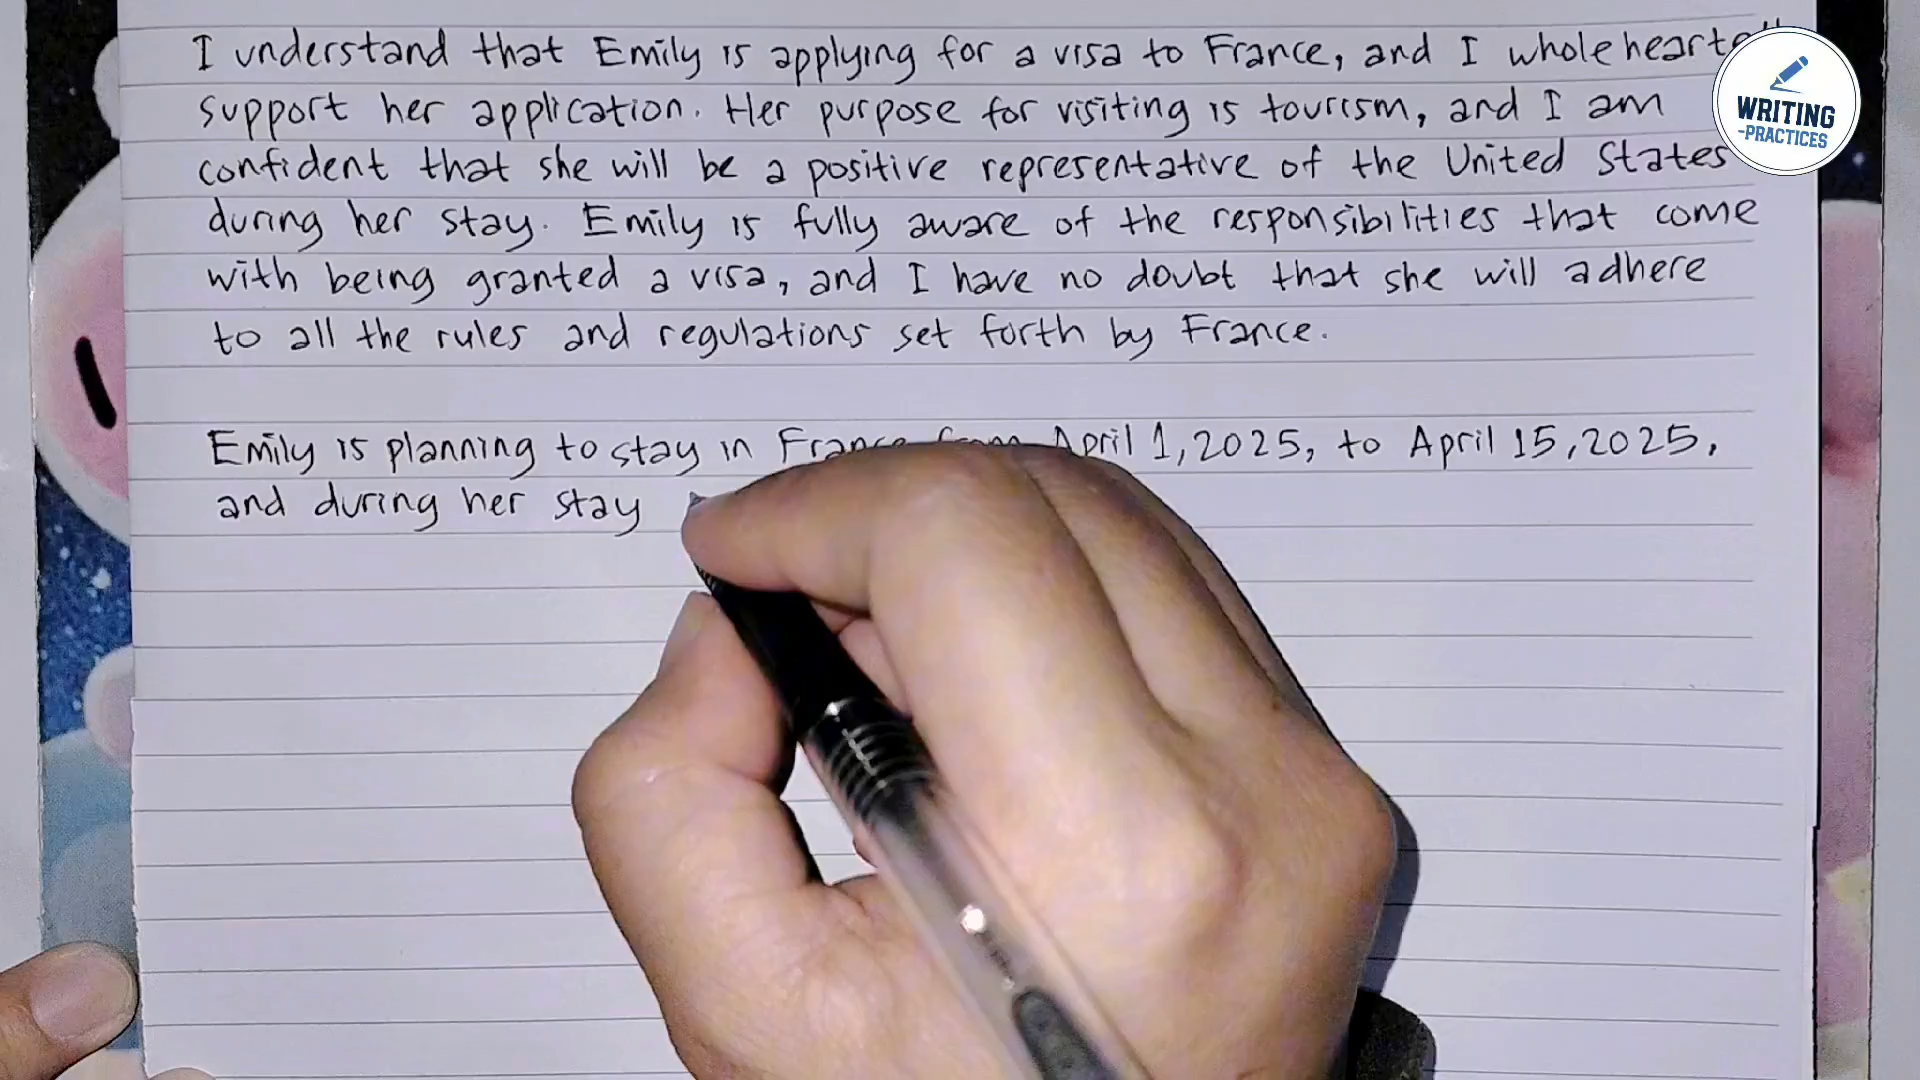 I understand that Emily is applying for a visa to France, and I
support her application. Her purpose for visiting is tourism, and I am
confident that she will be a positive representative of the United States
during her stay. Emily is fully aware of the responsibilities that come
with being granted a visa, and I have no doubt that she will adhere
to all the rules and regulations set forth by France.
Emily is planning to stay in France from April 1, 2025, to April 15, 2025,
and during her stay
WRITING
-PRACTICES